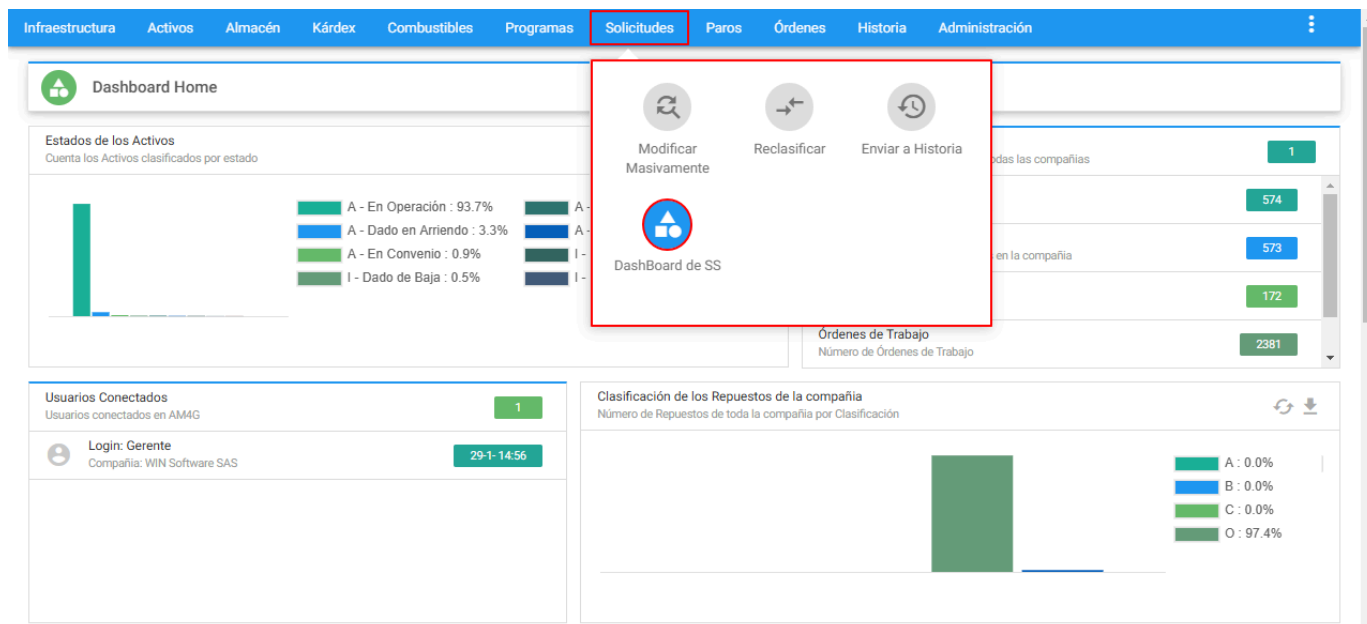 Infraestructura Activos Almacén Kárdex Combustibles Programas Solicitudes Paros Órdenes Historia Administración
Dashboard Home
Modificar
Masivamente
Reclasificar
Enviar a Historia
DashBoard de SS
Estados de los Activos
Cuenta los Activos clasificados por estado
A - En Operación : 93.7%
A - Dado en Arriendo : 3.3%
A - En Convenio : 0.9%
I - Dado de Baja : 0.5%
A -
A -
I -
I -
las compañias
1
574
en la compañia
573
172
Órdenes de Trabajo
Número de Órdenes de Trabajo
2381
Usuarios Conectados
Usuarios conectados en AM4G
1
Login: Gerente
Compañia: WIN Software SAS
29-1- 14:56
Clasificación de los Repuestos de la compañia
Número de Repuestos de toda la compañia por Clasificación
A : 0.0%
B : 0.0%
C : 0.0%
O : 97.4%